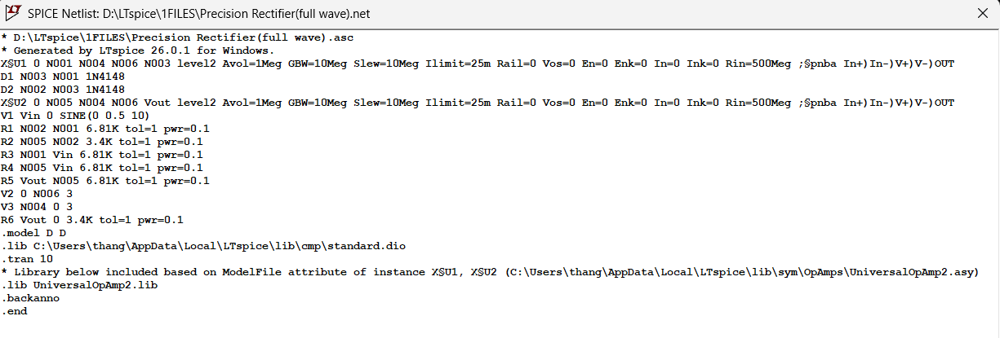 SPICE Netlist: D:\LTspice\1FILES\Precision Rectifier(full wave).net
* D:\LTspice\1FILES\Precision Rectifier(full wave).asc
* Generated by LTspice 26.0.1 for Windows.
X§U1 0 N001 N004 N006 N003 level2 Avol=1Meg GBW=10Meg Slew=10Meg Ilimit=25m Rail=0 Vos=0 En=0 Enk=0 In=0 Ink=0 Rin=500Meg ;§pnba In+)In-)V+)V-)OUT
D1 N003 N001 1N4148
D2 N002 N003 1N4148
X§U2 0 N005 N004 N006 Vout level2 Avol=1Meg GBW=10Meg Slew=10Meg Ilimit=25m Rail=0 Vos=0 En=0 Enk=0 In=0 Ink=0 Rin=500Meg ;§pnba In+)In-)V+)V-)OUT
V1 Vin 0 SINE(0 0.5 10)
R1 N002 N001 6.81K tol=1 pwr=0.1
R2 N005 N002 3.4K tol=1 pwr=0.1
R3 N001 Vin 6.81K tol=1 pwr=0.1
R4 N005 Vin 6.81K tol=1 pwr=0.1
R5 Vout N005 6.81K tol=1 pwr=0.1
V2 0 N006 3
V3 N004 0 3
R6 Vout 0 3.4K tol=1 pwr=0.1
.model D D
.lib C:\Users\thang\AppData\Local\LTspice\lib\cmp\standard.dio
.tran 10
* Library below included based on ModelFile attribute of instance X§U1, X§U2 (C:\Users\thang\AppData\Local\LTspice\lib\sym\OpAmps\UniversalOpAmp2.asy)
.lib UniversalOpAmp2.lib
.backanno
.end